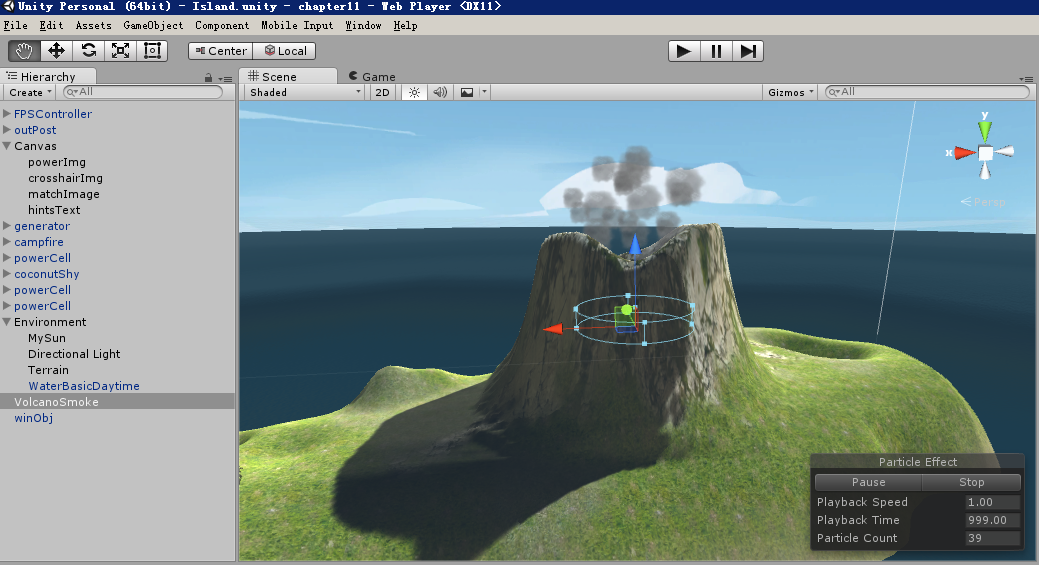 Unity Personal (64bit) - Island.unity - chapter11 - Web Player <DX11>
File Edit Assets GameObject Component Mobile Input Window Help
Center Local
Hierarchy
Create All
FPSController
outPost
Canvas
powerImg
crosshairImg
matchImage
hintsText
generator
campfire
powerCell
coconutShy
powerCell
powerCell
Environment
MySun
Directional Light
Terrain
WaterBasicDaytime
VolcanoSmoke
winObj
Scene Game
Shaded 2D Gizmos All
y
x
Persp
Particle Effect
Pause Stop
Playback Speed 1.00
Playback Time 999.00
Particle Count 39